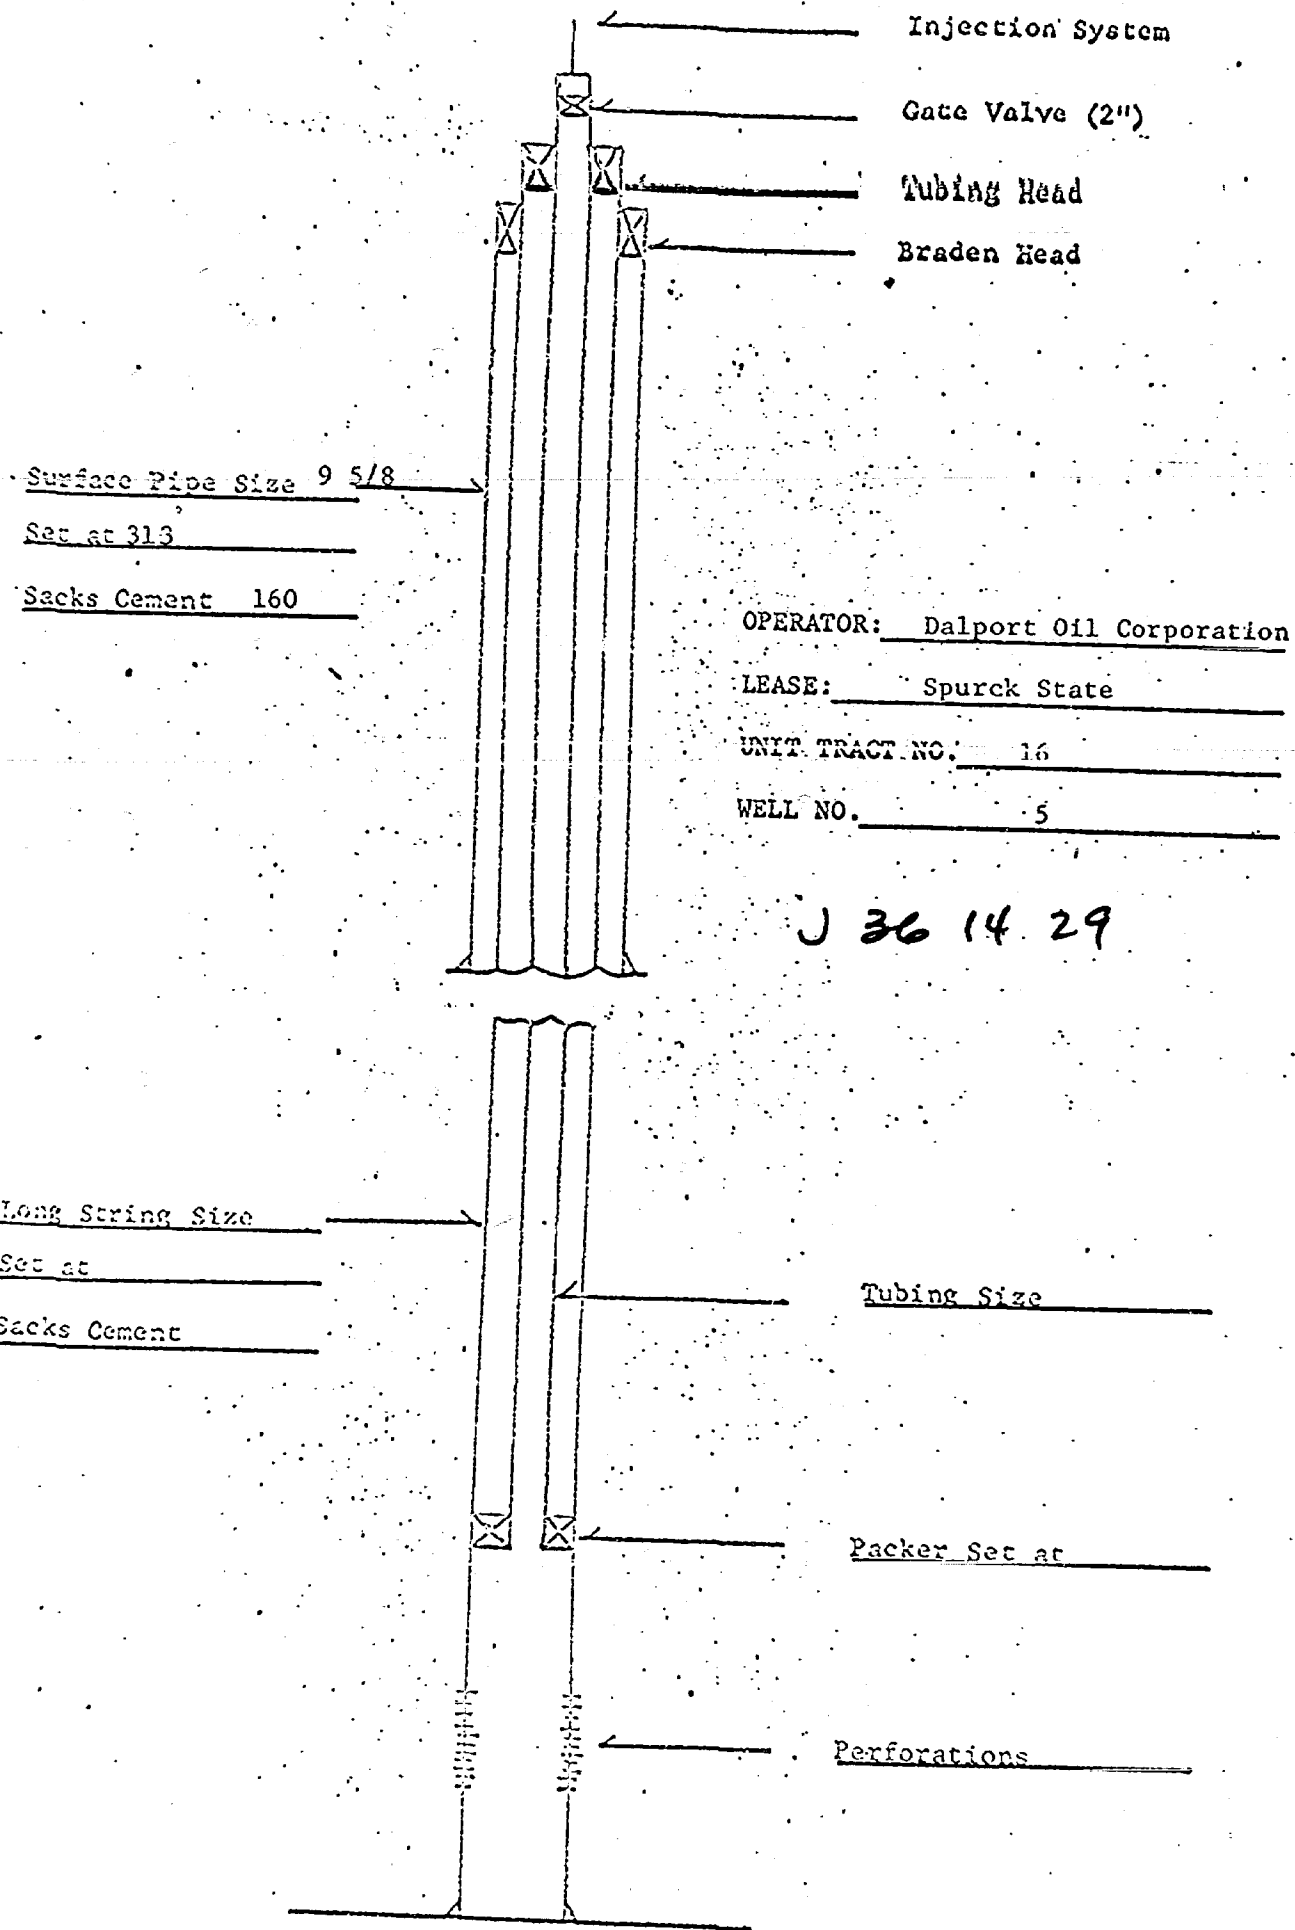 Injection System
Gate Valve (2")
Tubing Head
Braden Head
Surface Pipe Size 9 5/8
Set at 313
Sacks Cement 160
OPERATOR: Dalport Oil Corporation
LEASE: Spurck State
UNIT TRACT NO. 16
WELL NO. 5
J 36 14 29
Long String Size
Set at
Sacks Cement
Tubing Size
Packer Set at
Perforations